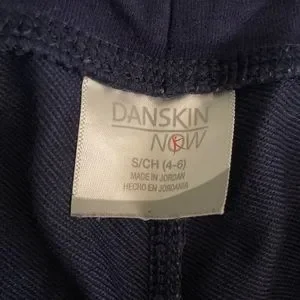 DANSKIN
NOW
S/CH (4-6)
MADE IN JORDAN
HECHO EN JORDANIA